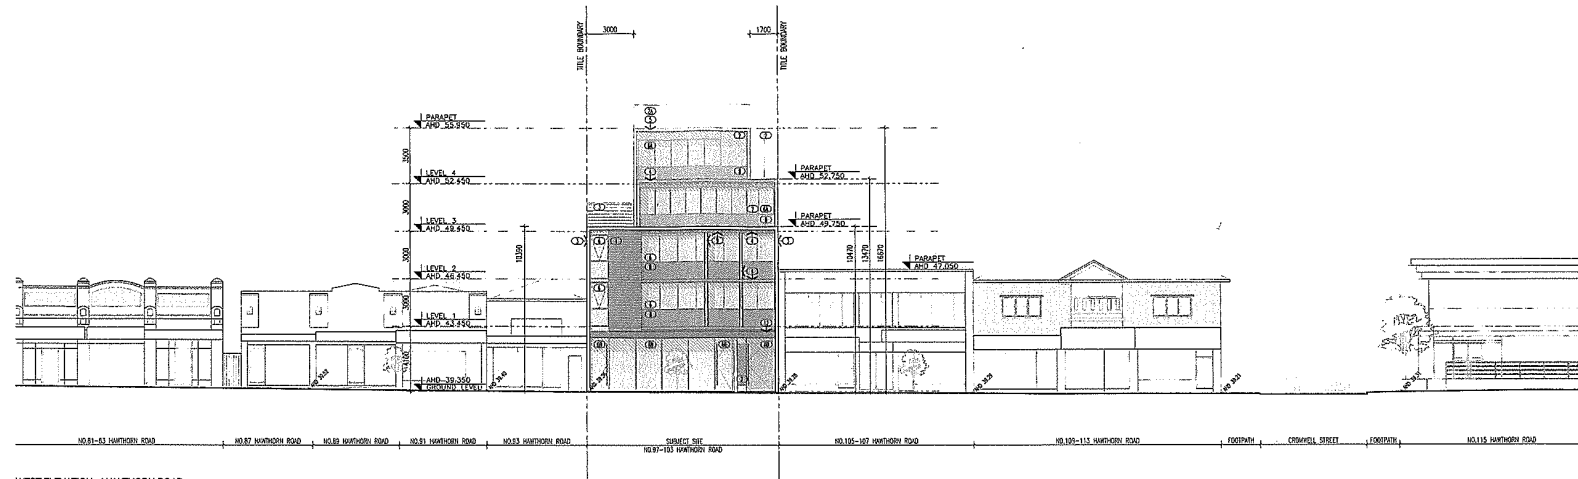 TITLE BOUNDARY
3000
1700
TITLE BOUNDARY
PARAPET
AHD 55.950
3500
LEVEL 4
AHD 52.450
PARAPET
AHD 52.750
3000
LEVEL 3
AHD 49.450
PARAPET
AHD 49.750
3000
10390
10470
13470
16670
LEVEL 2
AHD 46.450
PARAPET
AHD 47.050
3000
LEVEL 1
AHD 43.450
4100
AHD 39.350
GROUND LEVEL
NO.81-83 HAWTHORN ROAD
NO.87 HAWTHORN ROAD
NO.89 HAWTHORN ROAD
NO.91 HAWTHORN ROAD
NO.93 HAWTHORN ROAD
SUBJECT SITE
NO.97-103 HAWTHORN ROAD
NO.105-107 HAWTHORN ROAD
NO.109-113 HAWTHORN ROAD
FOOTPATH
CROMWELL STREET
FOOTPATH
NO.115 HAWTHORN ROAD